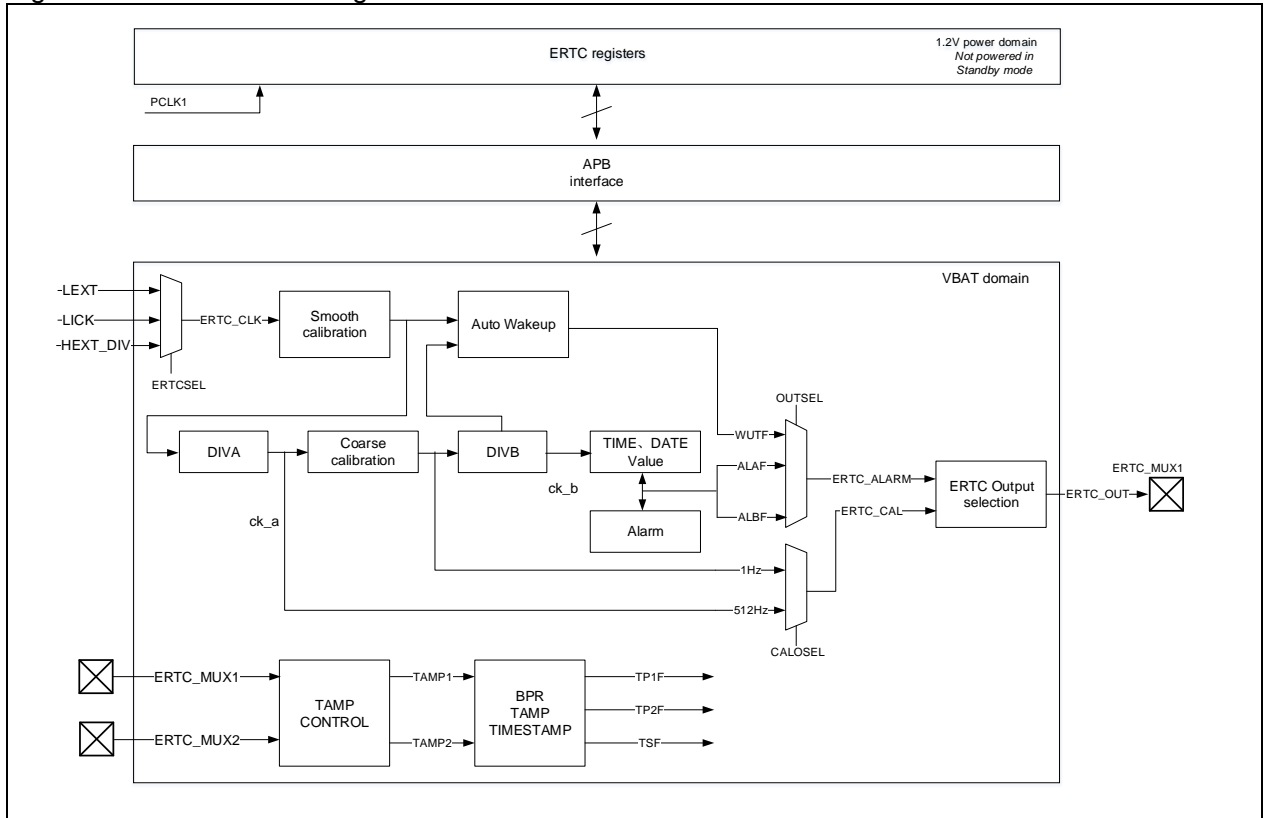 ERTC registers
1.2V power domain
Not powered in
Standby mode
PCLK1
APB
interface
VBAT domain
-LEXT
-LICK
-HEXT_DIV
ERTC_CLK
ERTCSEL
Smooth
calibration
Auto Wakeup
OUTSEL
DIVA
Coarse
calibration
DIVB
TIME、DATE
Value
ck_a
ck_b
Alarm
WUTF
ALAF
ALBF
ERTC_ALARM
ERTC_CAL
ERTC Output
selection
ERTC_OUT
ERTC_MUX1
1Hz
512Hz
CALOSEL
ERTC_MUX1
ERTC_MUX2
TAMP
CONTROL
TAMP1
TAMP2
BPR
TAMP
TIMESTAMP
TP1F
TP2F
TSF